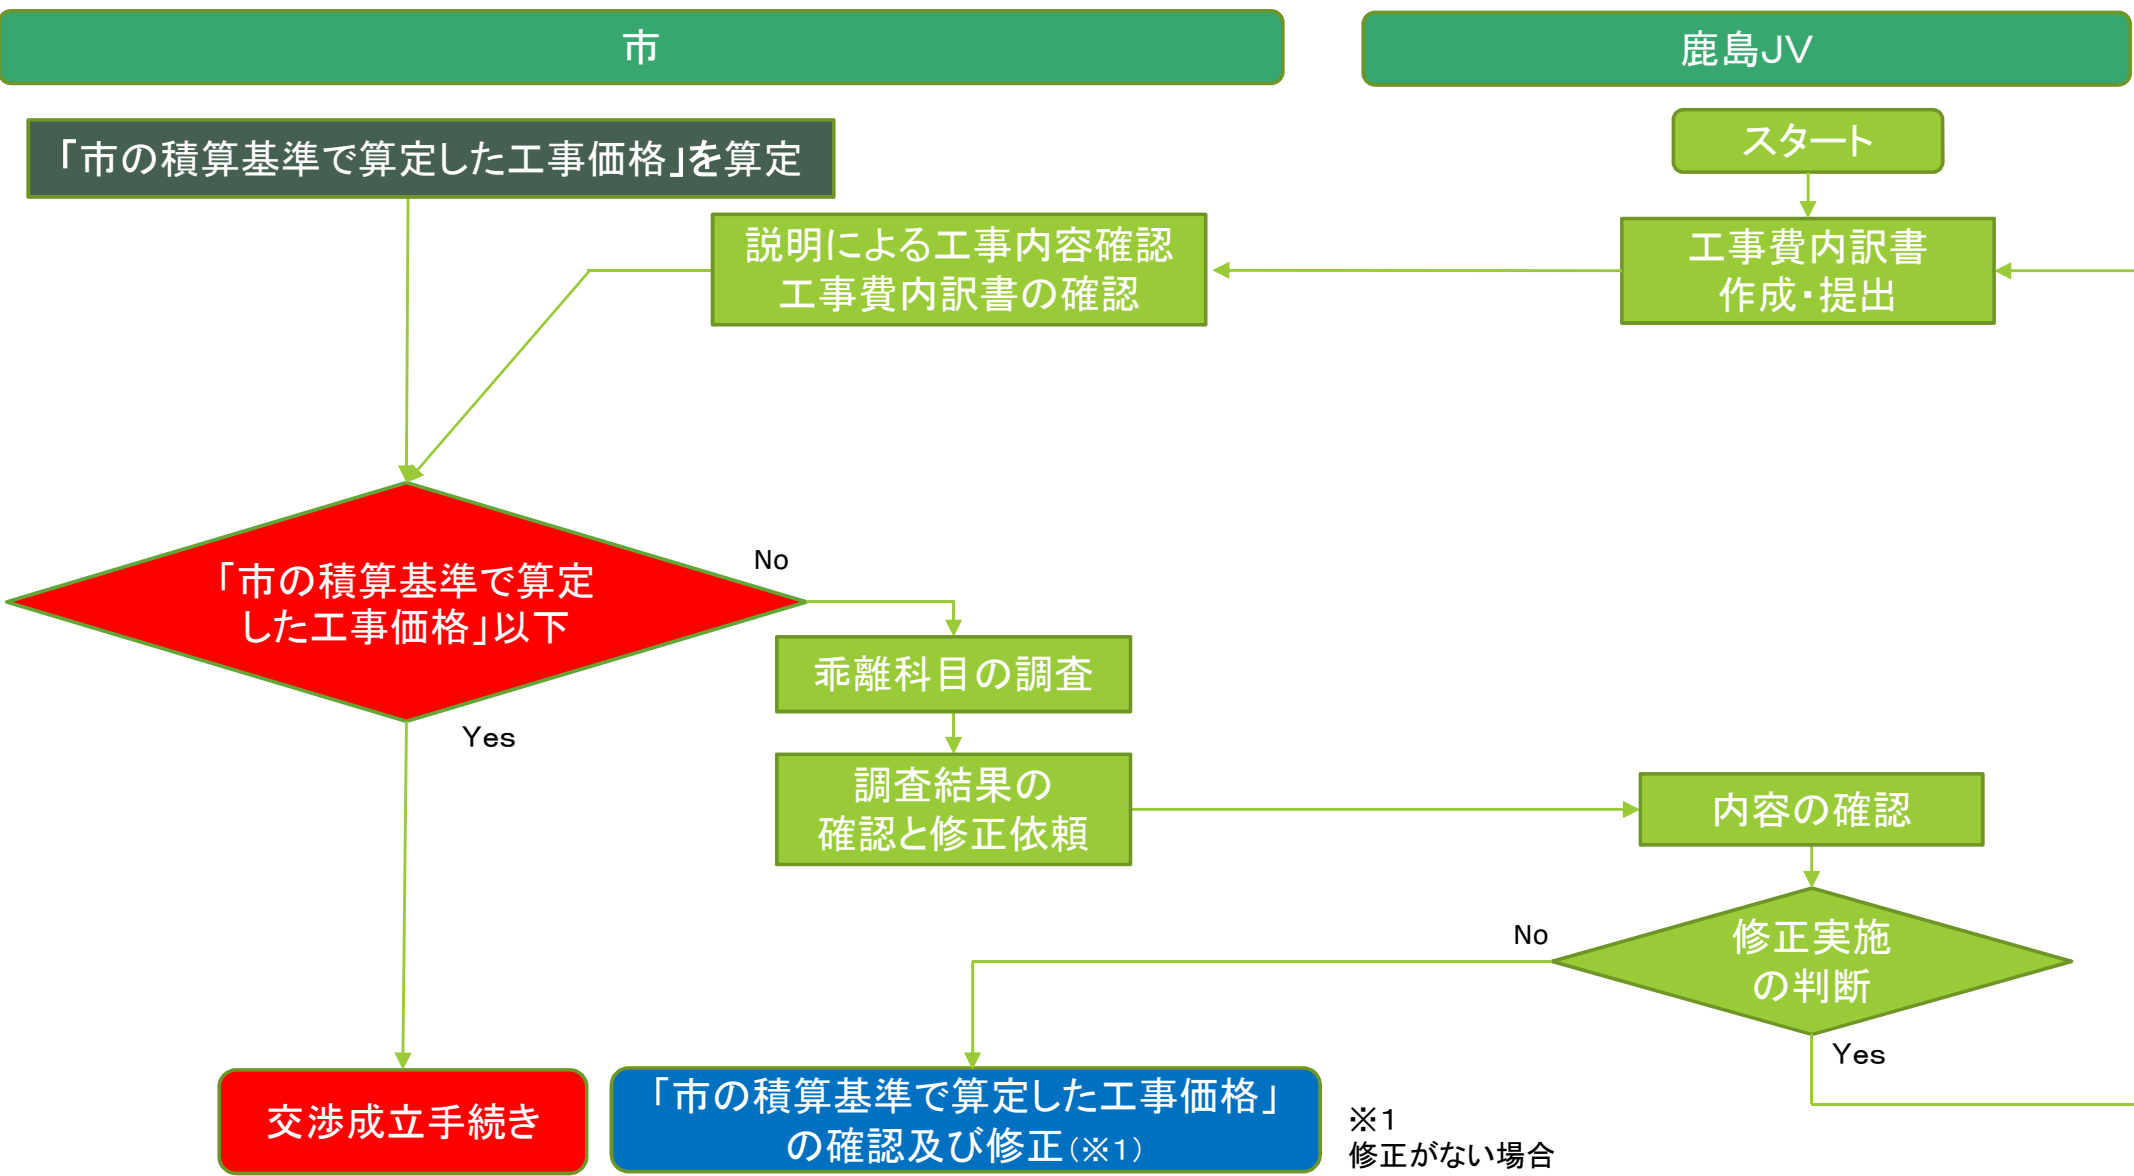 市
鹿島JV
「市の積算基準で算定した工事価格」を算定
スタート
説明による工事内容確認
工事費内訳書の確認
工事費内訳書
作成・提出
「市の積算基準で算定
した工事価格」以下
No
乖離科目の調査
Yes
調査結果の
確認と修正依頼
内容の確認
No
修正実施
の判断
Yes
交渉成立手続き
「市の積算基準で算定した工事価格」
の確認及び修正(※1)
※1
修正がない場合